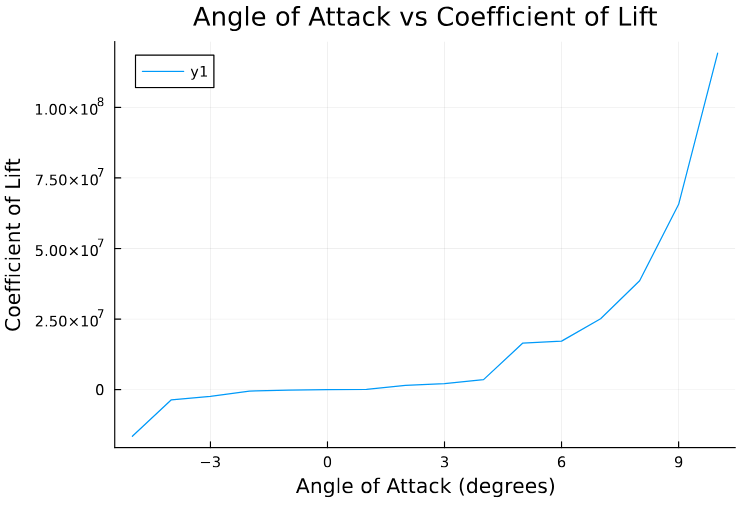 Angle of Attack vs Coefficient of Lift
y1
1.00×10⁸
7.50×10⁷
5.00×10⁷
2.50×10⁷
0
Coefficient of Lift
−3 0 3 6 9
Angle of Attack (degrees)